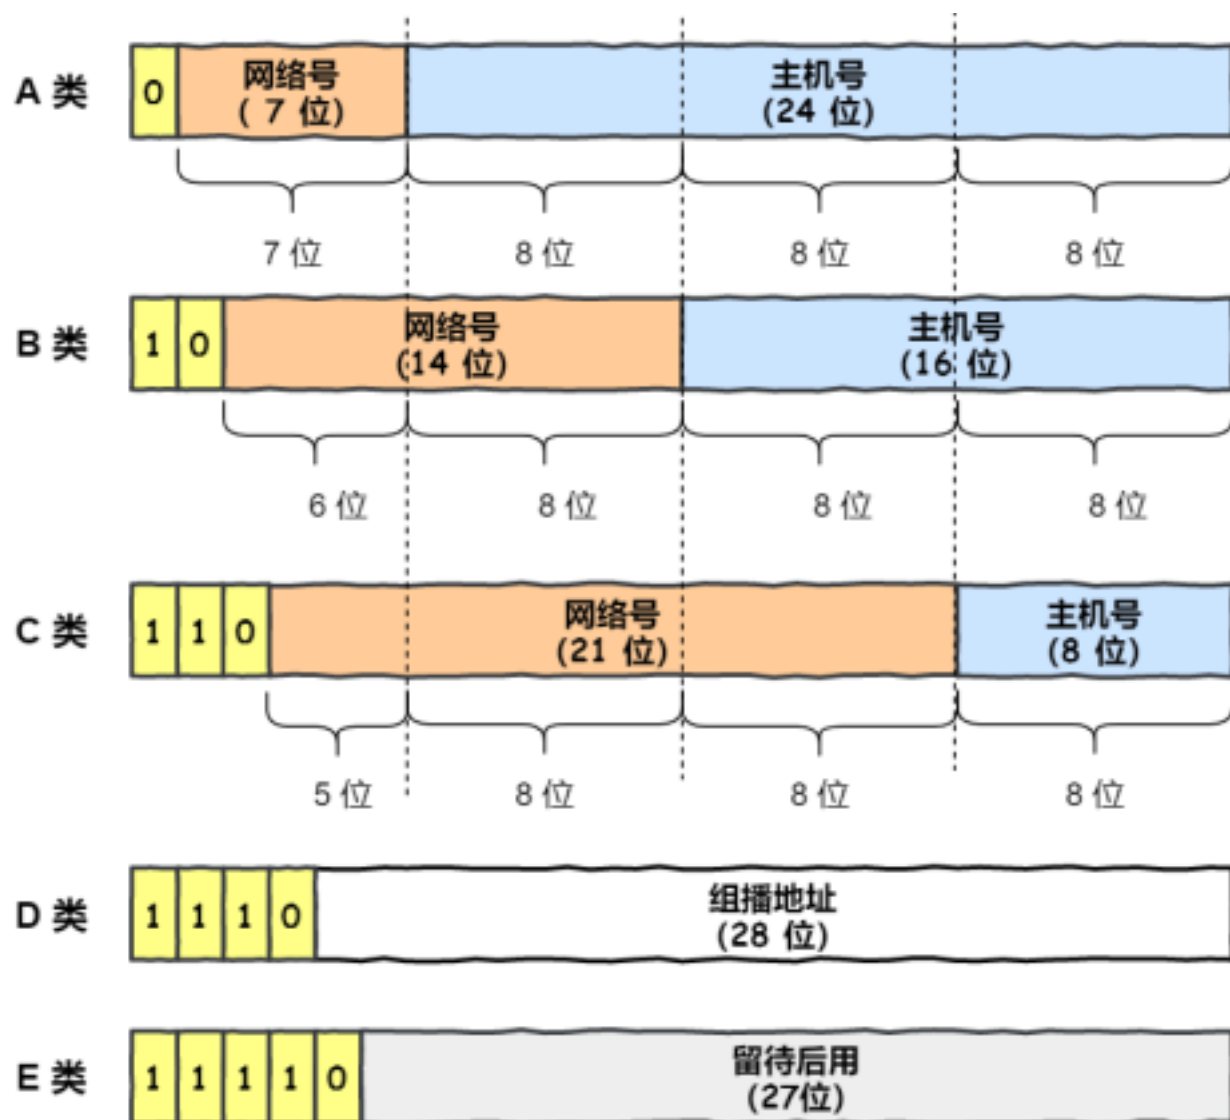 A 类
0
网络号
( 7 位)
主机号
(24 位)
7 位
8 位
8 位
8 位
B 类
1 0
网络号
(14 位)
主机号
(16 位)
6 位
8 位
8 位
8 位
C 类
1 1 0
网络号
(21 位)
主机号
(8 位)
5 位
8 位
8 位
8 位
D 类
1 1 1 0
组播地址
(28 位)
E 类
1 1 1 1 0
留待后用
(27位)